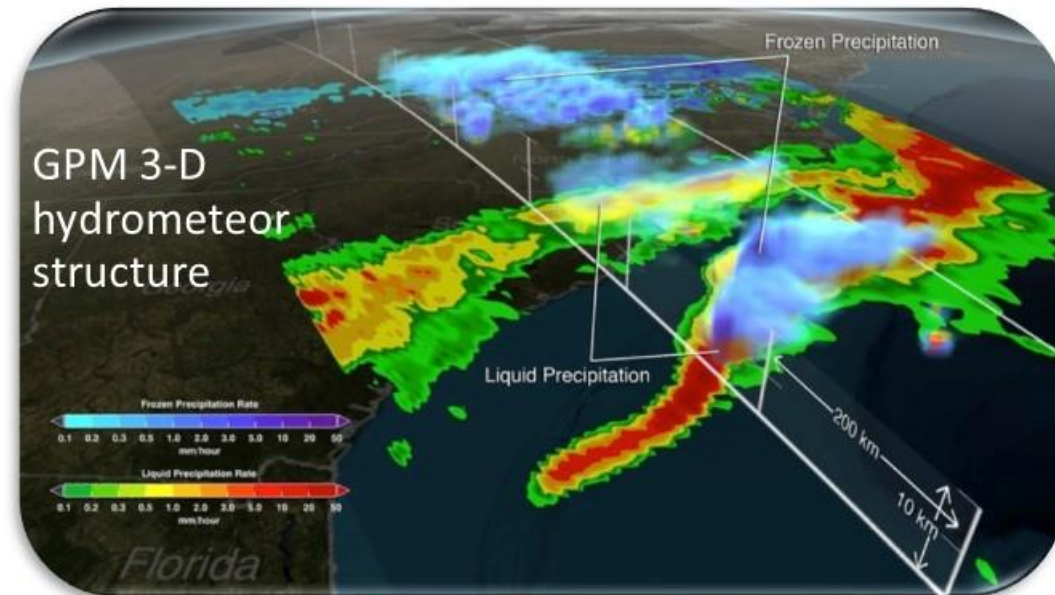 Frozen Precipitation
GPM 3-D
hydrometeor
structure
North Carolina
Georgia
Liquid Precipitation
200 km
10 km
Frozen Precipitation Rate
0.1 0.2 0.3 0.5 1.0 2.0 3.0 5.0 10 20 50
mm/hour
Liquid Precipitation Rate
0.1 0.2 0.3 0.5 1.0 2.0 3.0 5.0 10 20 50
mm/hour
Florida